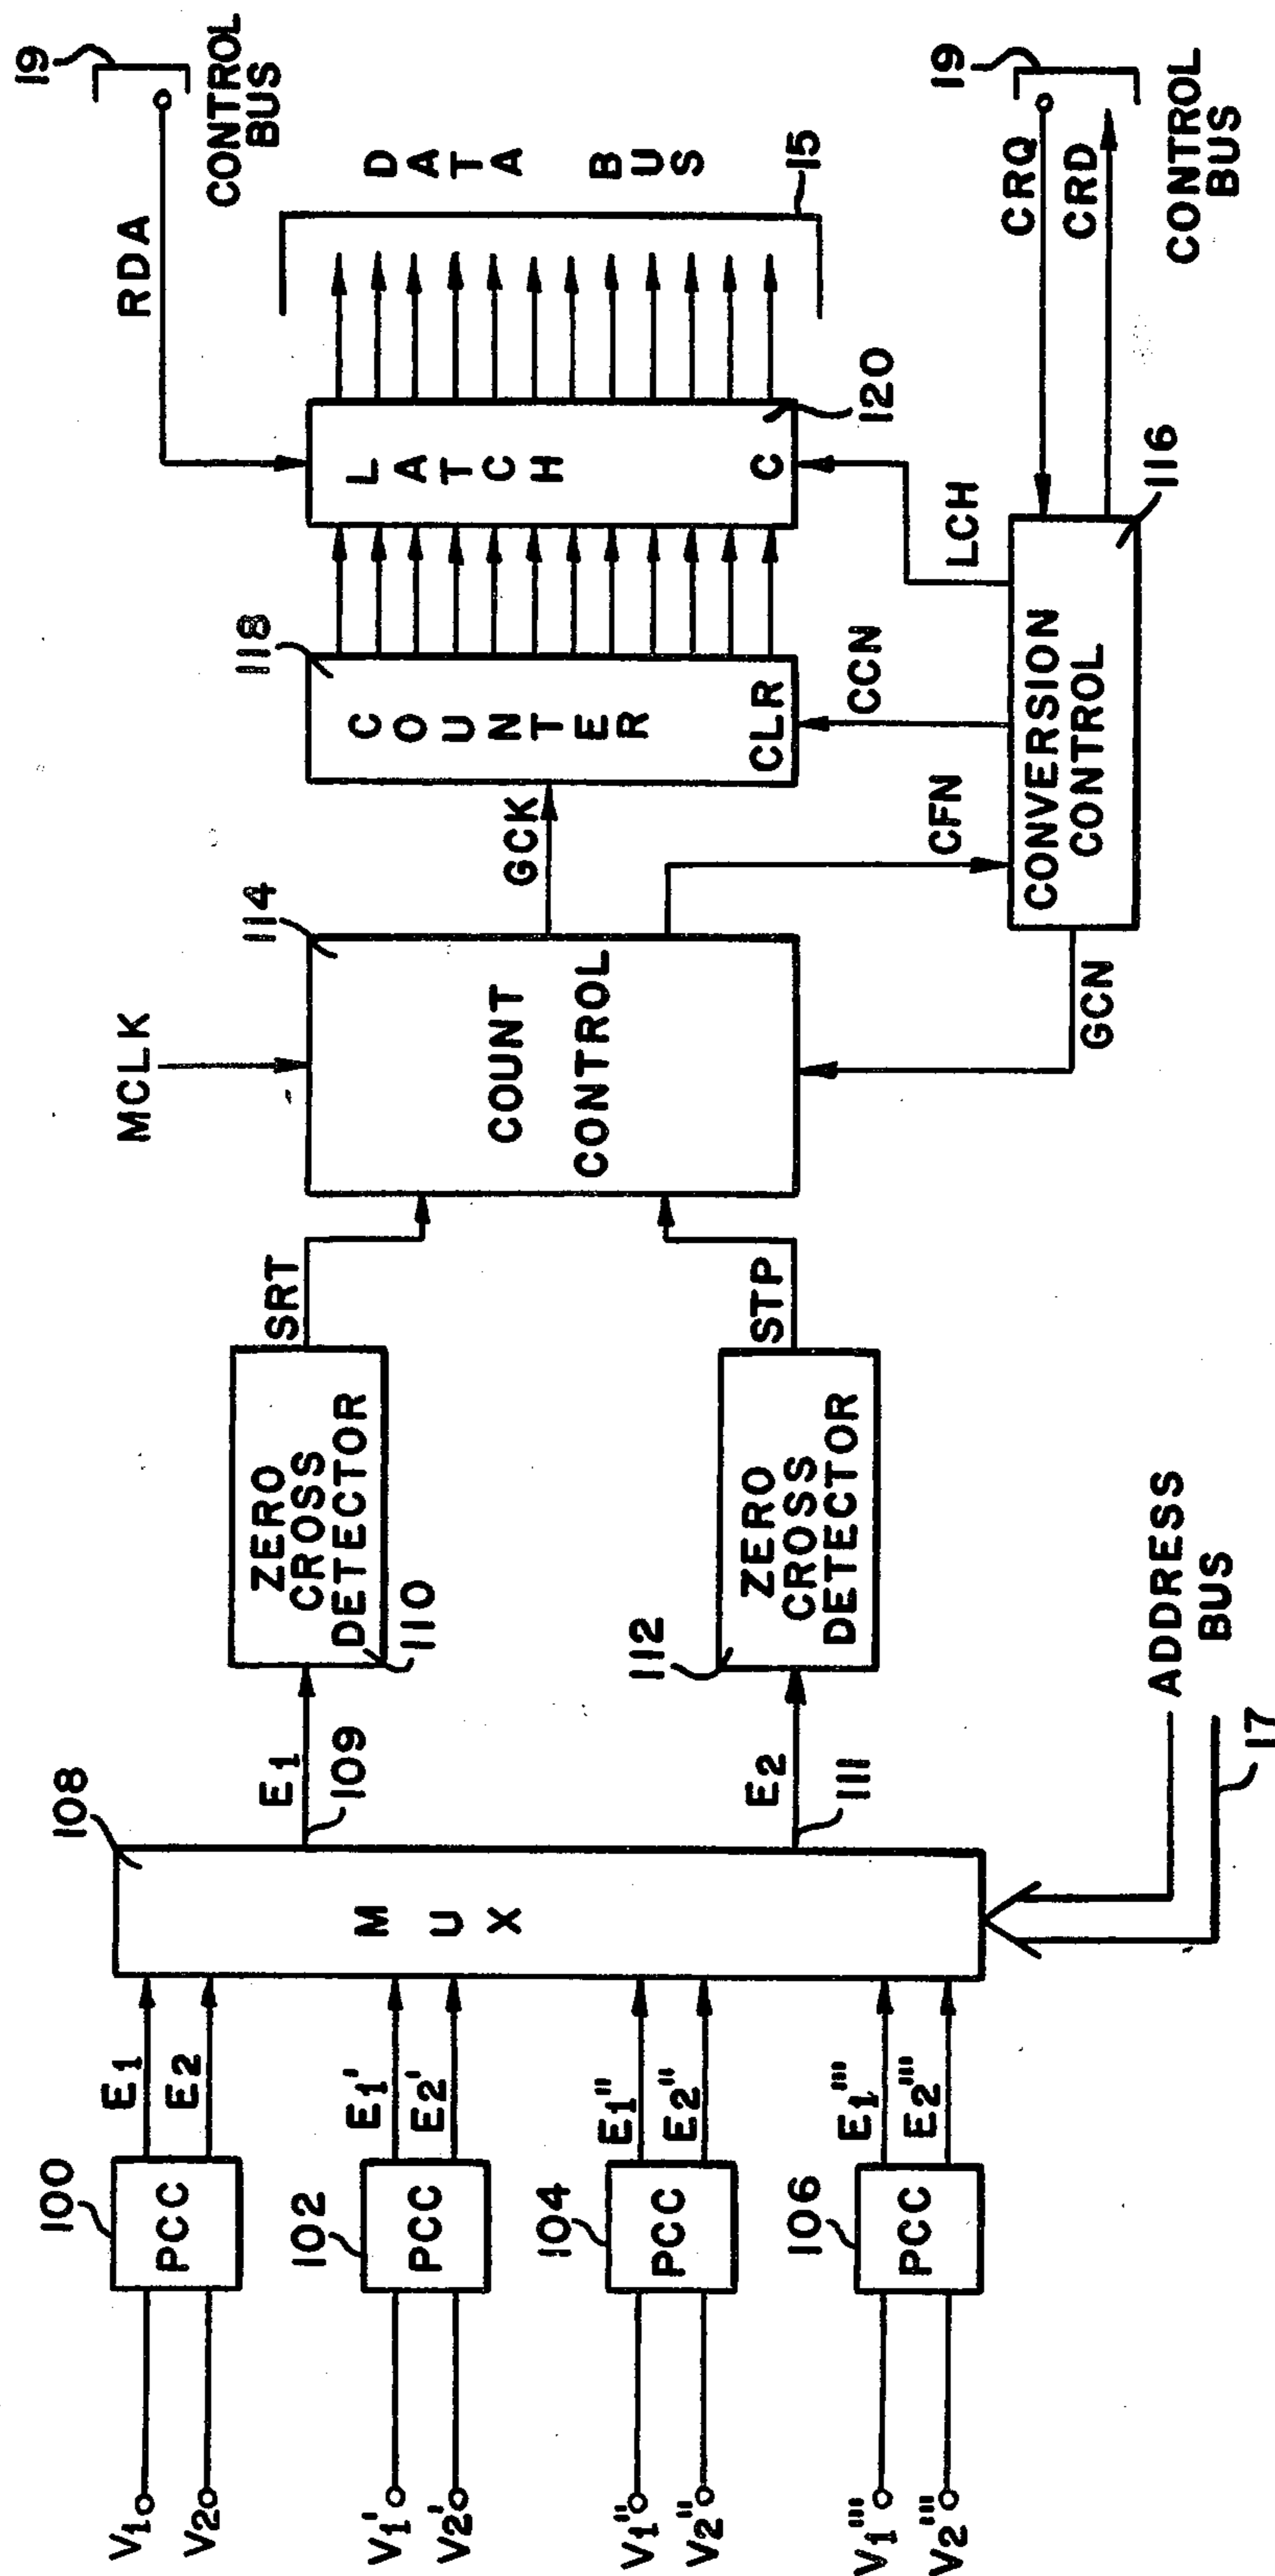 V1
V2
V1'
V2'
V1"
V2"
V1'''
V2'''
100
PCC
102
PCC
104
PCC
106
PCC
E1
E2
E1'
E2'
E1"
E2"
E1'''
E2'''
108
MUX
E1
109
E2
111
ADDRESS
BUS
17
ZERO
CROSS
DETECTOR
110
ZERO
CROSS
DETECTOR
112
SRT
STP
MCLK
114
COUNT
CONTROL
GCK
CFN
GCN
118
COUNTER
CLR
CCN
CONVERSION
CONTROL
116
LCH
LATCH
C
120
RDA
19
CONTROL
BUS
DATA BUS
15
CRQ
CRD
19
CONTROL
BUS